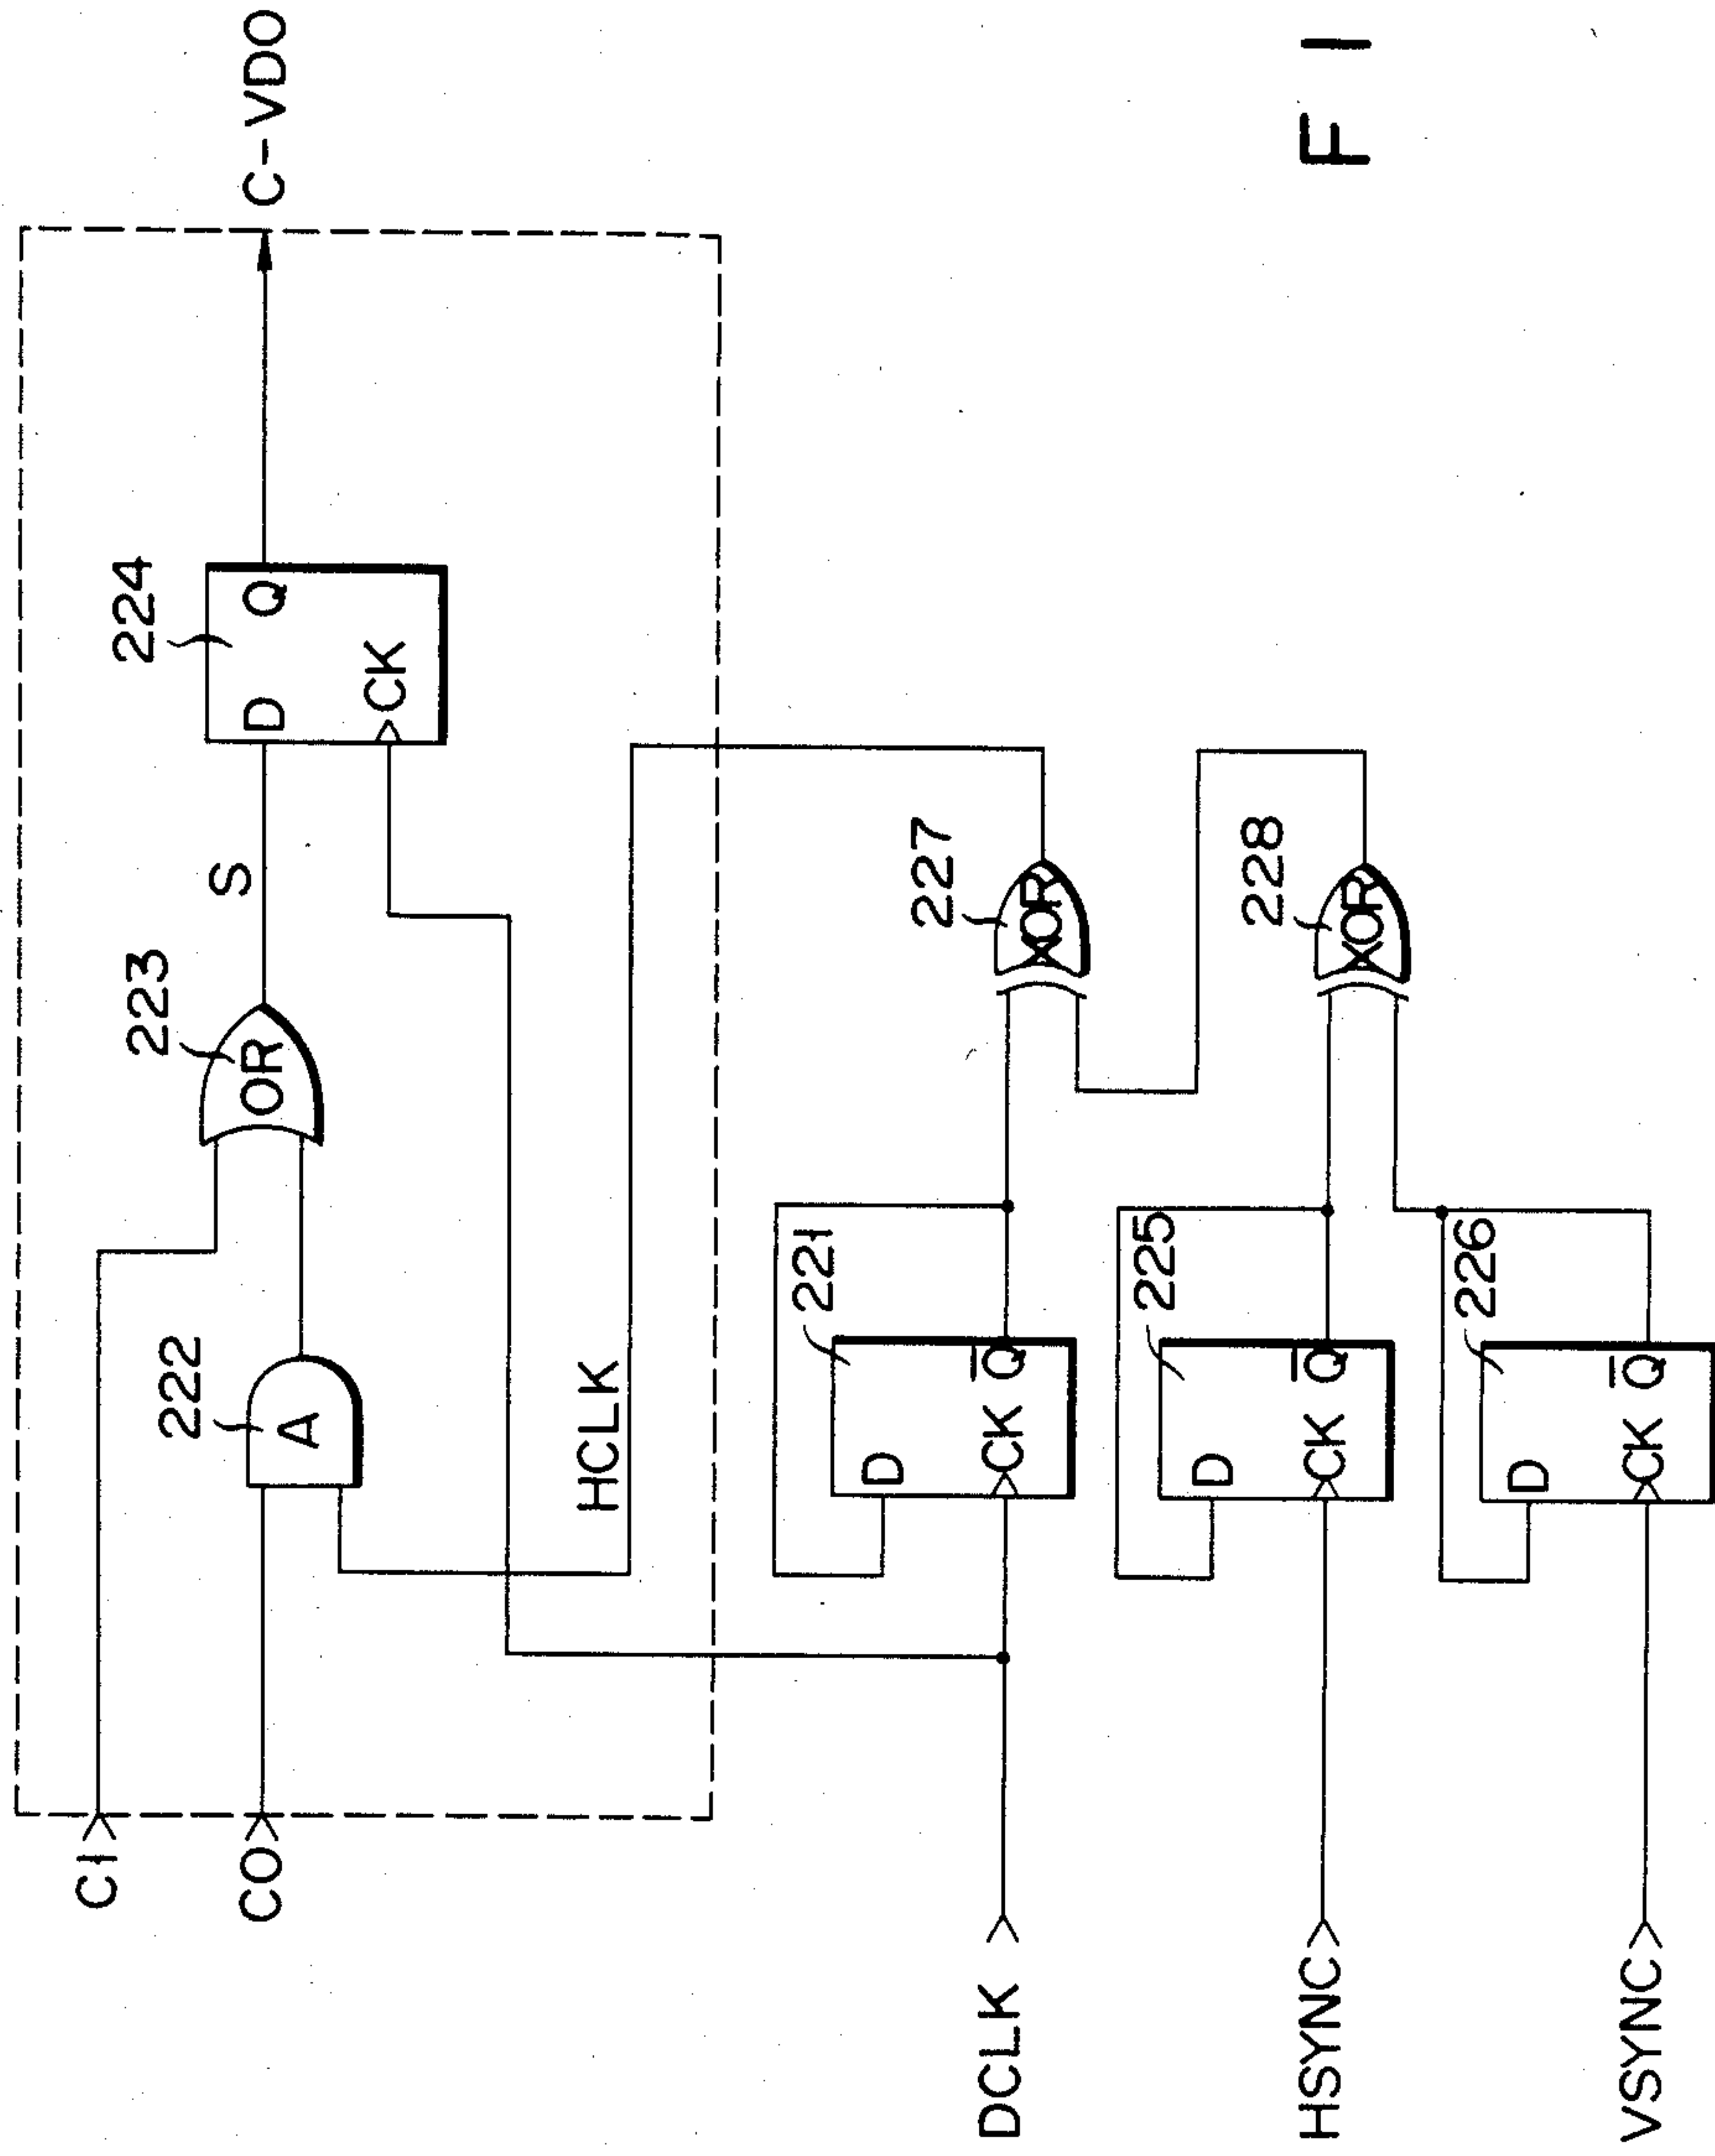 C1
C0
222
A
223
OR
S
224
D
Q
CK
C-VDO
HCLK
DCLK
221
D
CK
Q̅
227
XOR
HSYNC
225
D
CK
Q̅
228
XOR
VSYNC
226
D
CK
Q̅
F I